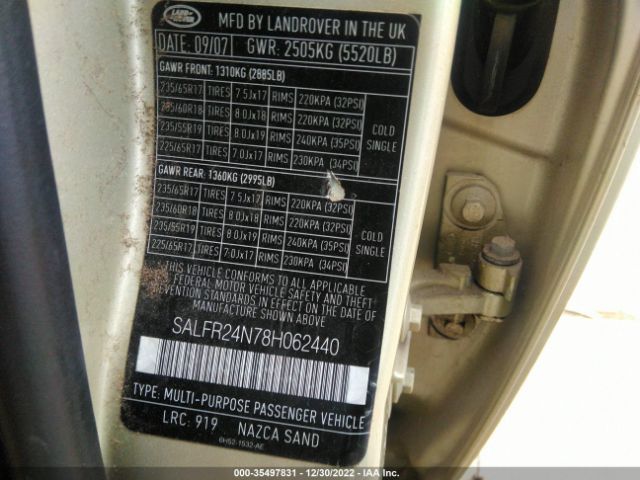 LAND ROVER
MFD BY LANDROVER IN THE UK
DATE: 09/07 GWR: 2505KG (5520LB)
GAWR FRONT: 1310KG (2885LB)
235/65R17 TIRES 7.5Jx17 RIMS 220KPA (32PSI)
235/60R18 TIRES 8.0Jx18 RIMS 220KPA (32PSI) COLD
235/55R19 TIRES 8.0Jx19 RIMS 240KPA (35PSI) SINGLE
225/65R17 TIRES 7.0Jx17 RIMS 230KPA (34PSI)
GAWR REAR: 1360KG (2995LB)
235/65R17 TIRES 7.5Jx17 RIMS 220KPA (32PSI)
235/60R18 TIRES 8.0Jx18 RIMS 220KPA (32PSI) COLD
235/55R19 TIRES 8.0Jx19 RIMS 240KPA (35PSI) SINGLE
225/65R17 TIRES 7.0Jx17 RIMS 230KPA (34PSI)
THIS VEHICLE CONFORMS TO ALL APPLICABLE
FEDERAL MOTOR VEHICLE SAFETY AND THEFT
PREVENTION STANDARDS IN EFFECT ON THE DATE OF
MANUFACTURE SHOWN ABOVE
SALFR24N78H062440
TYPE: MULTI-PURPOSE PASSENGER VEHICLE
LRC: 919 NAZCA SAND
6H52-1532-AE
000-35497831 - 12/30/2022 - IAA Inc.